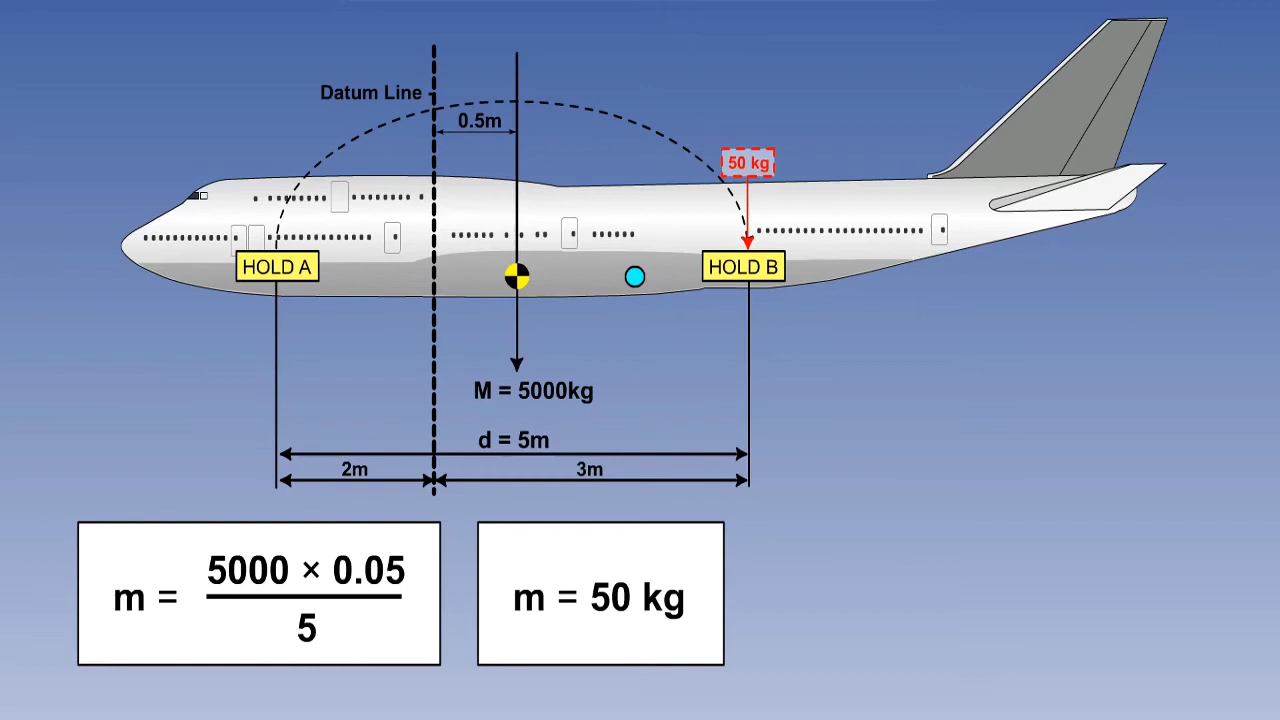 Datum Line
0.5m
50 kg
HOLD A
HOLD B
M = 5000kg
d = 5m
2m
3m
m = 5000 × 0.05
5
m = 50 kg